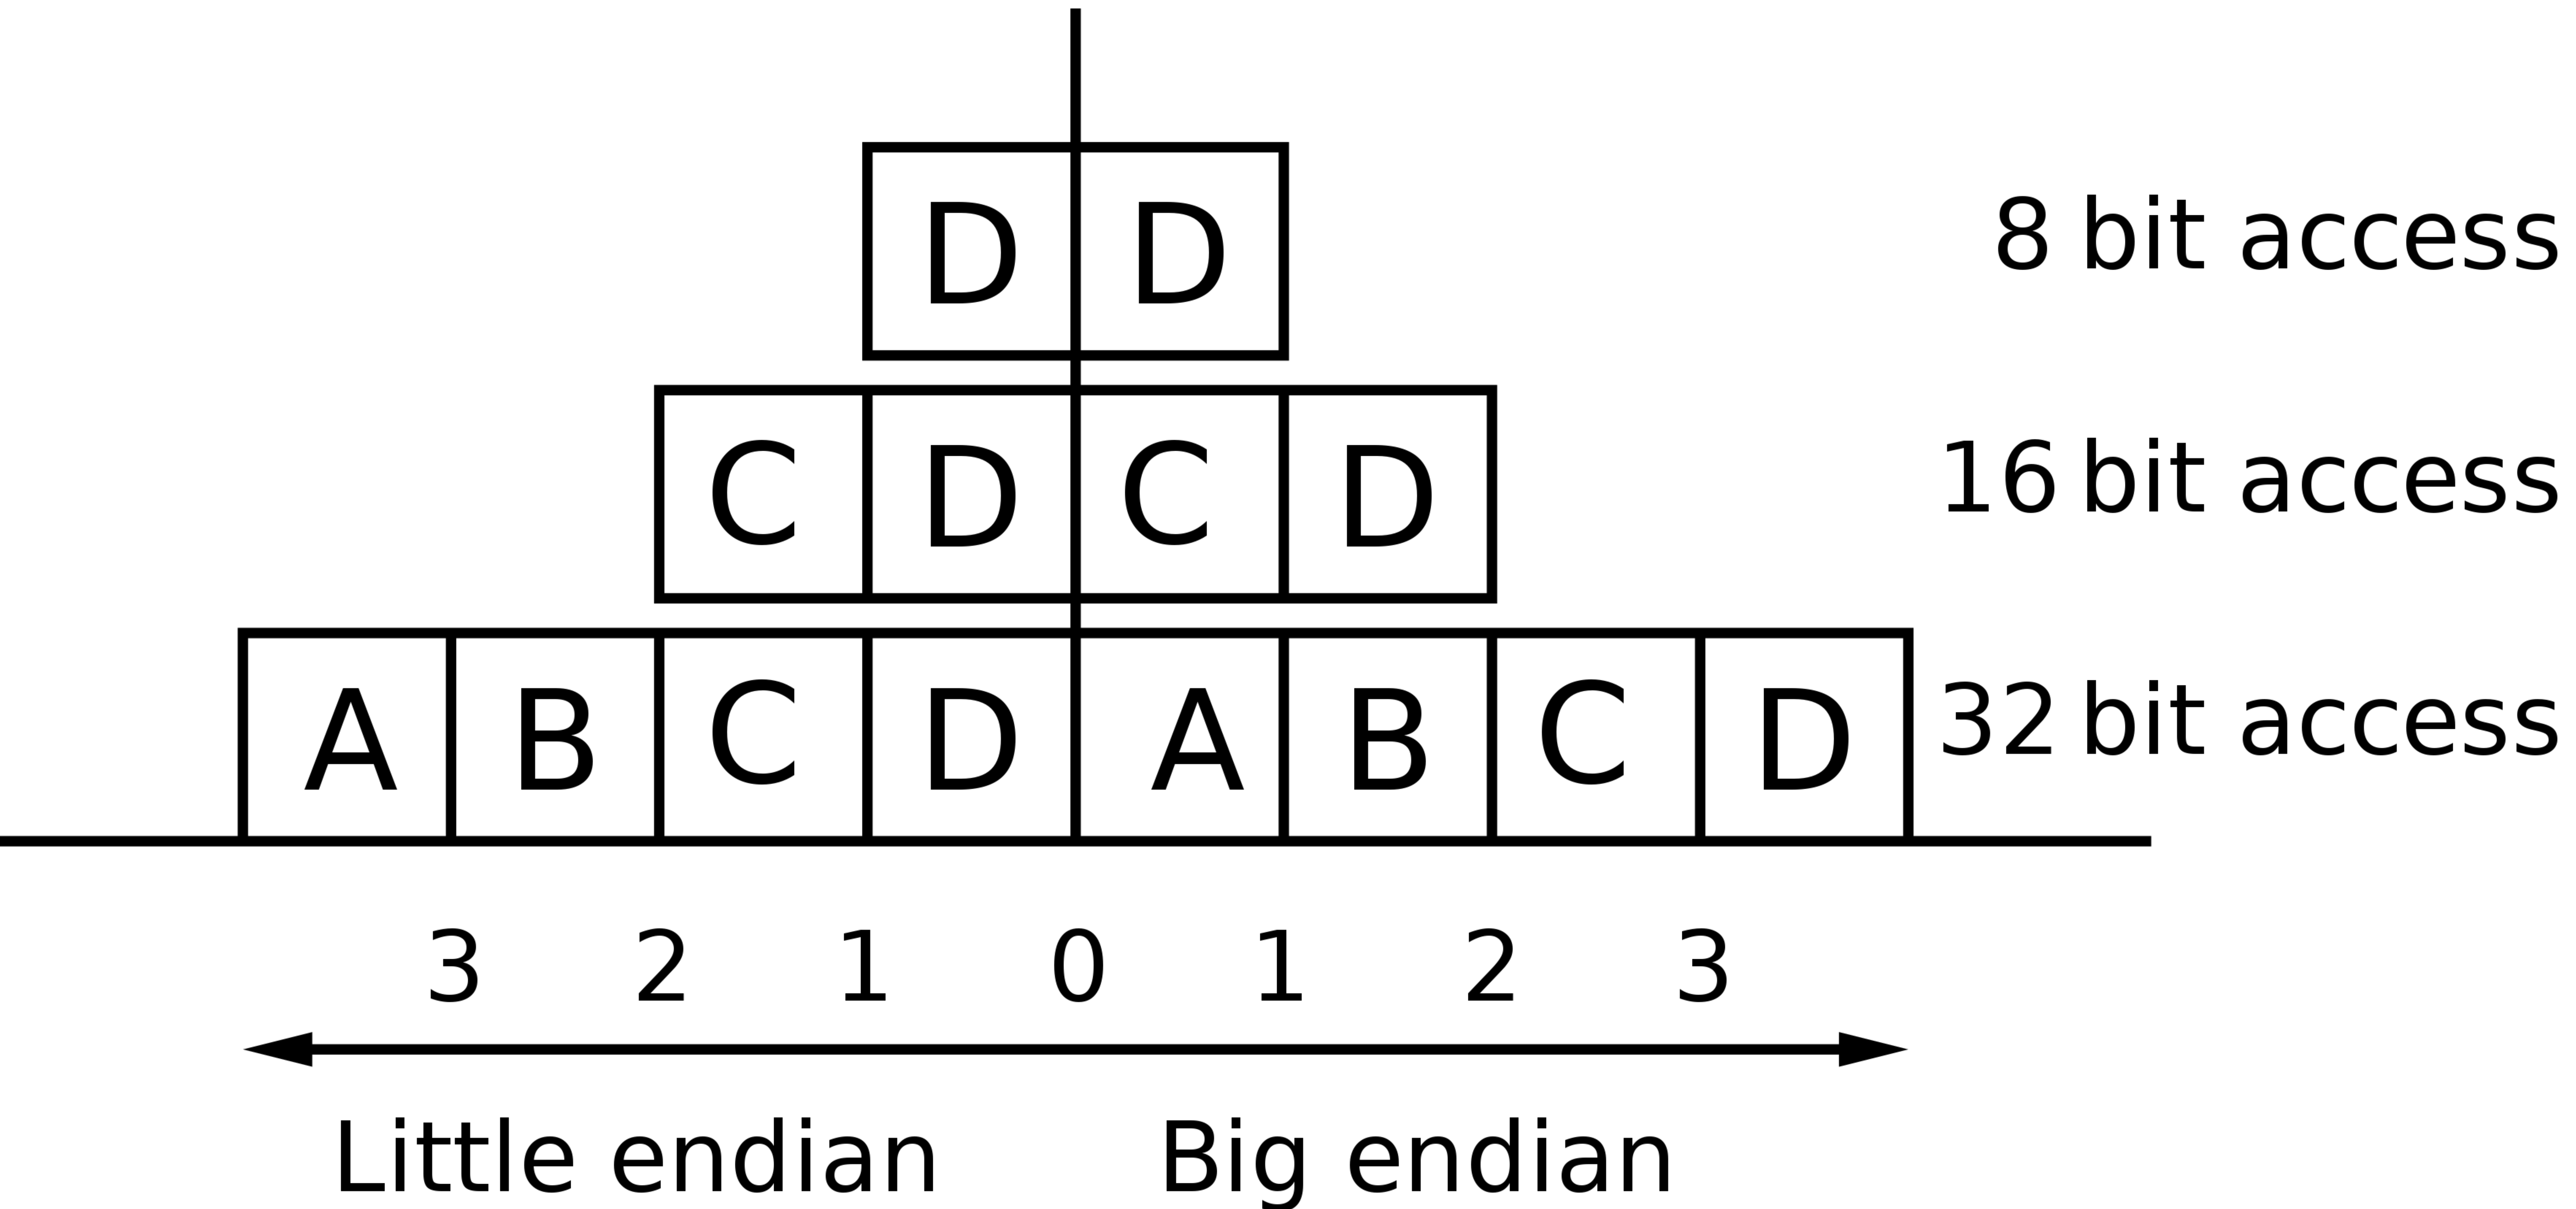 D D 8 bit access
C D C D 16 bit access
A B C D A B C D 32 bit access
3 2 1 0 1 2 3
Little endian Big endian